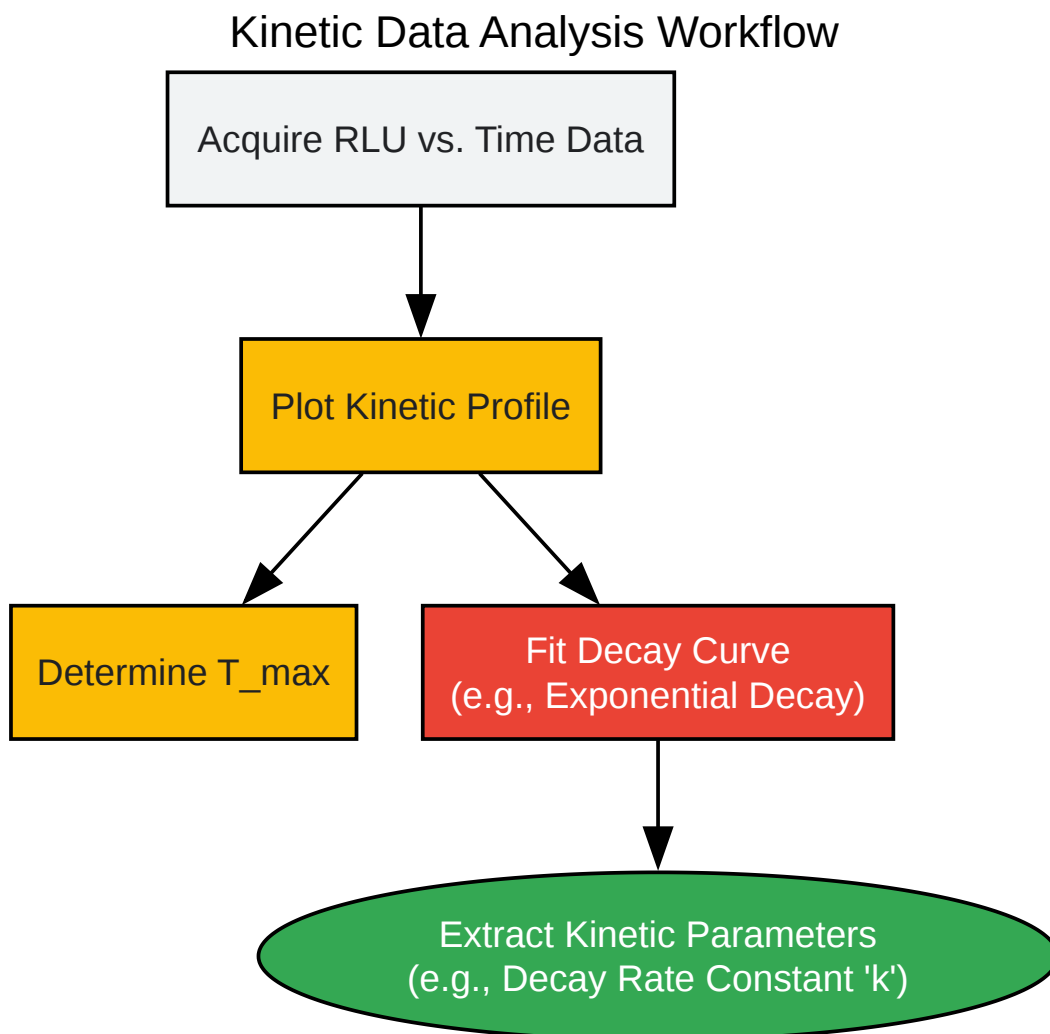 Kinetic Data Analysis Workflow
Acquire RLU vs. Time Data
Plot Kinetic Profile
Determine T_max
Fit Decay Curve
(e.g., Exponential Decay)
Extract Kinetic Parameters
(e.g., Decay Rate Constant 'k')